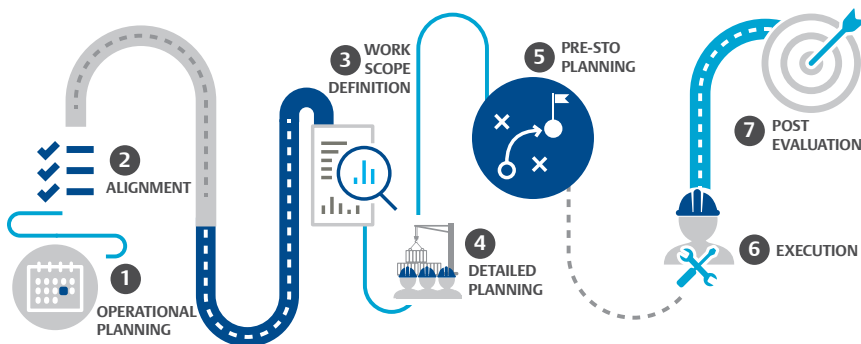 1
OPERATIONAL
PLANNING
2
ALIGNMENT
3 WORK
SCOPE
DEFINITION
4
DETAILED
PLANNING
5 PRE-STO
PLANNING
6 EXECUTION
7 POST
EVALUATION